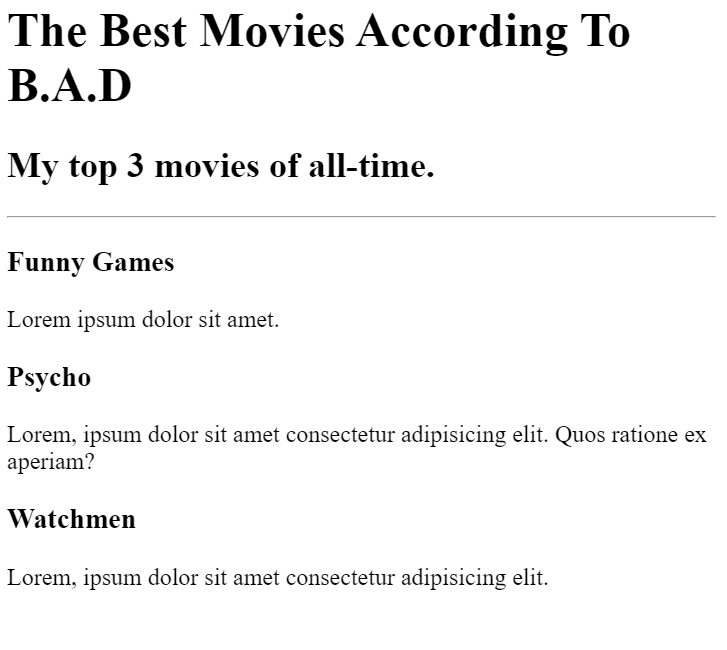 The Best Movies According To
B.A.D
My top 3 movies of all-time.
Funny Games
Lorem ipsum dolor sit amet.
Psycho
Lorem, ipsum dolor sit amet consectetur adipisicing elit. Quos ratione ex
aperiam?
Watchmen
Lorem, ipsum dolor sit amet consectetur adipisicing elit.